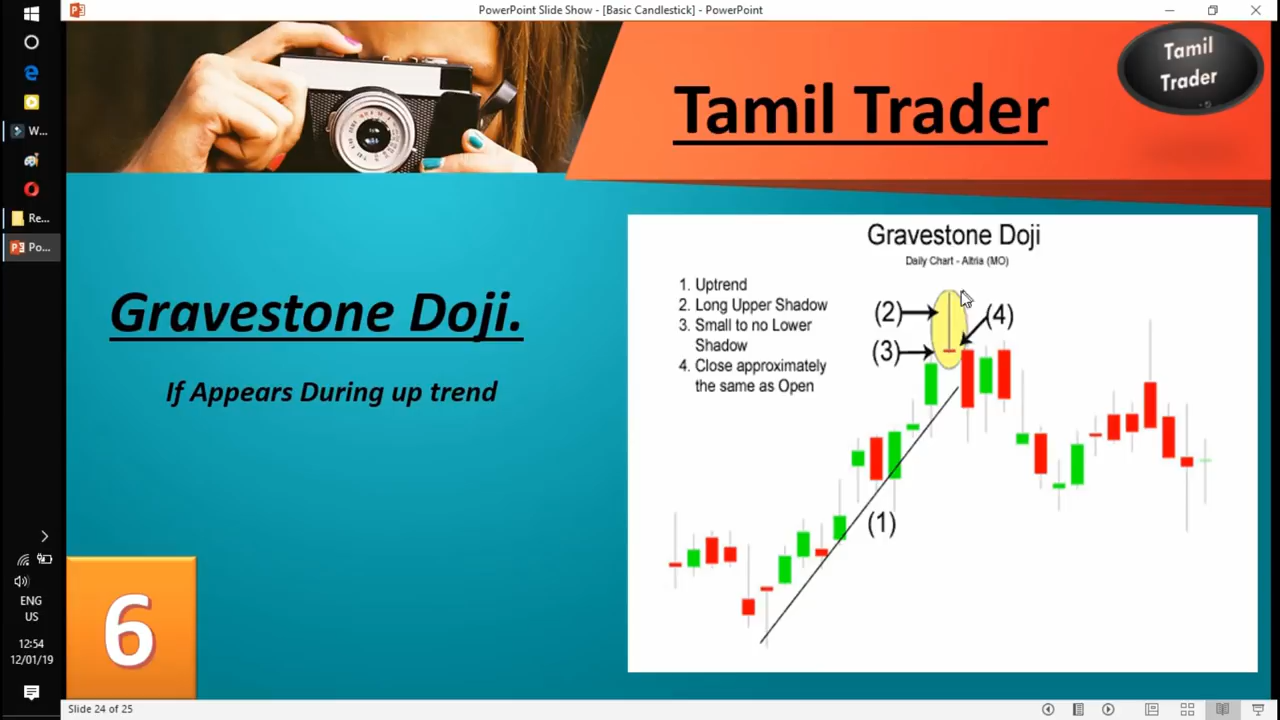 PowerPoint Slide Show - [Basic Candlestick] - PowerPoint
Tamil
Trader
Tamil Trader
Gravestone Doji.
If Appears During up trend
Gravestone Doji
Daily Chart - Altria (MO)
1. Uptrend
2. Long Upper Shadow
3. Small to no Lower
Shadow
4. Close approximately
the same as Open
(2)
(4)
(3)
(1)
6
W...
Re...
Po...
ENG
US
12:54
12/01/19
Slide 24 of 25